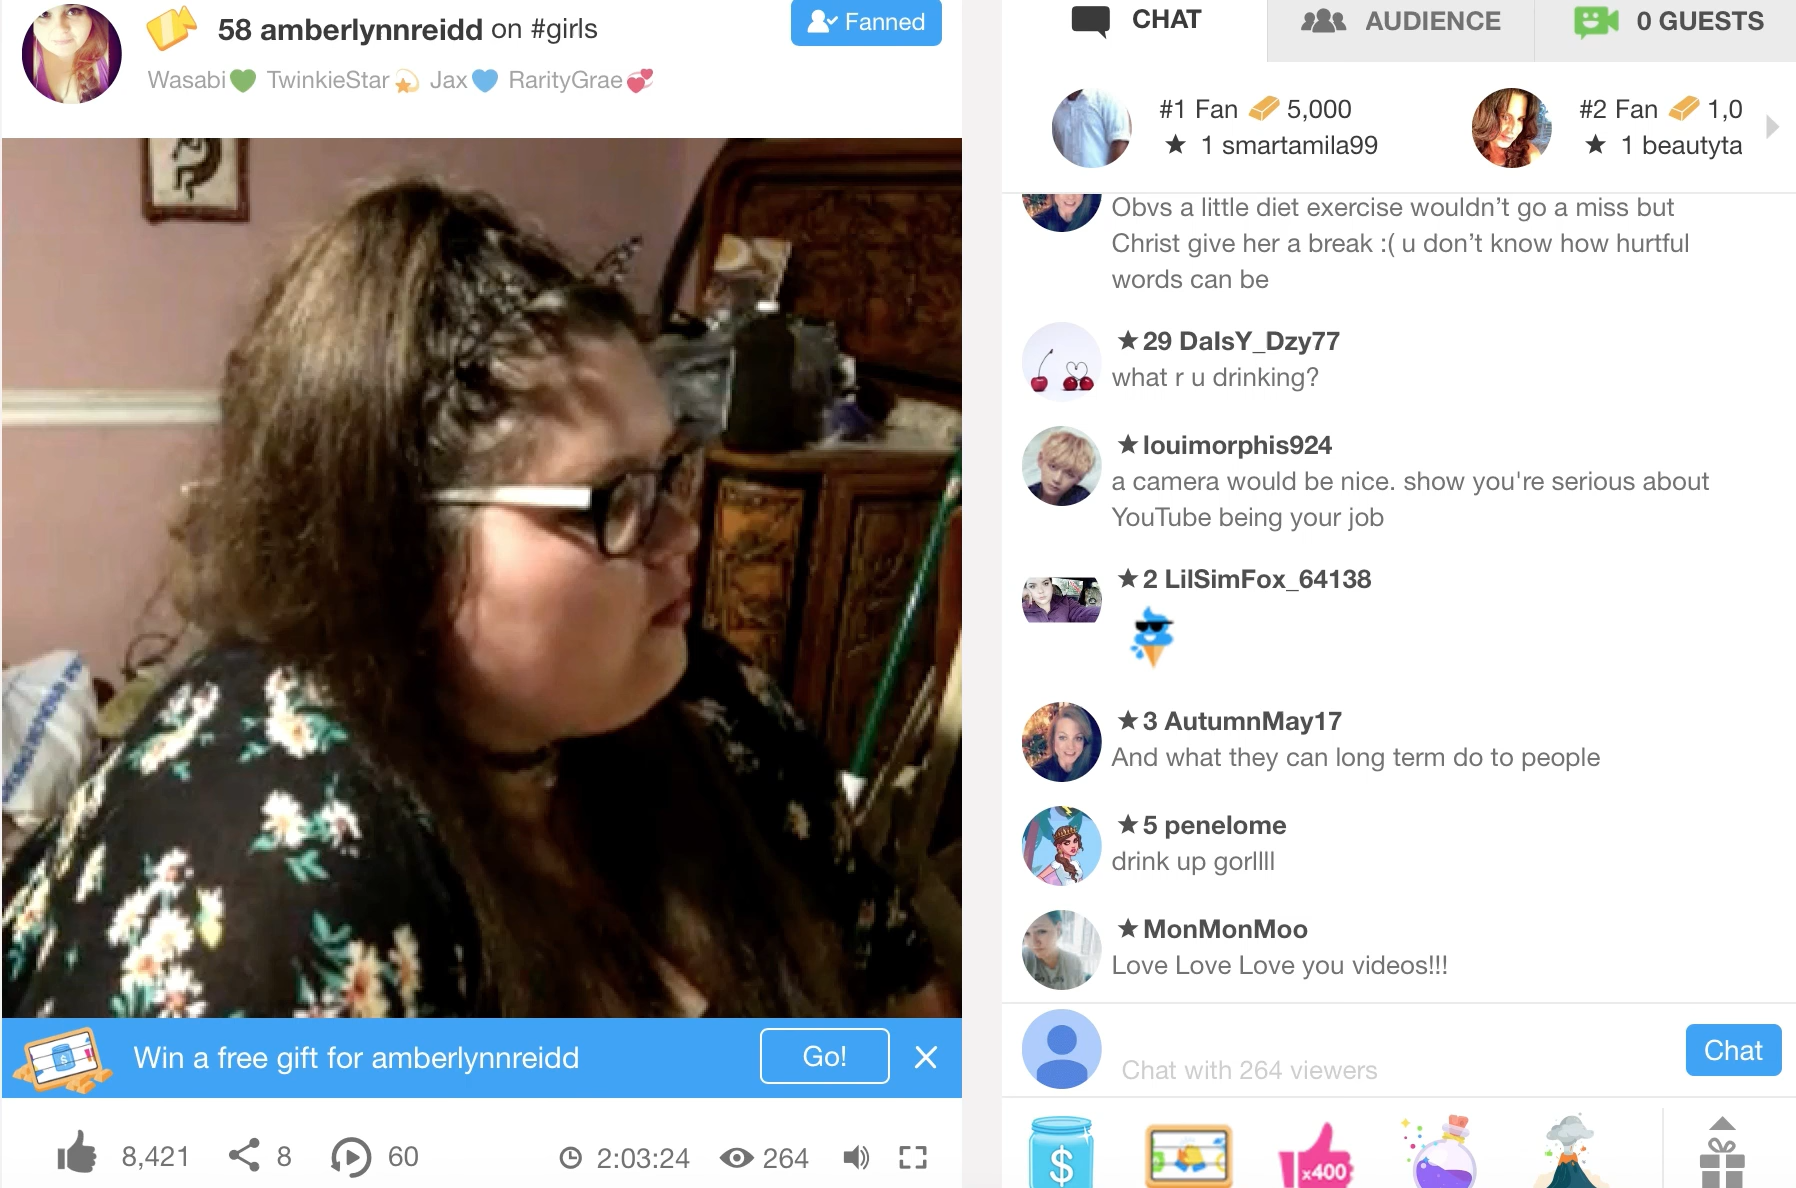 58 amberlynnreidd on #girls
Fanned
Wasabi💚 TwinkieStar💫 Jax💙 RarityGrae💞
Win a free gift for amberlynnreidd
Go!
8,421
8
60
2:03:24
264
CHAT
AUDIENCE
0 GUESTS
#1 Fan 5,000
★ 1 smartamila99
#2 Fan 1,0
★ 1 beautyta
Obvs a little diet exercise wouldn’t go a miss but
Christ give her a break :( u don’t know how hurtful
words can be
★29 DaIsY_Dzy77
what r u drinking?
★louimorphis924
a camera would be nice. show you're serious about
YouTube being your job
★2 LilSimFox_64138
★3 AutumnMay17
And what they can long term do to people
★5 penelome
drink up gorllll
★MonMonMoo
Love Love Love you videos!!!
Chat with 264 viewers
Chat
$
x400